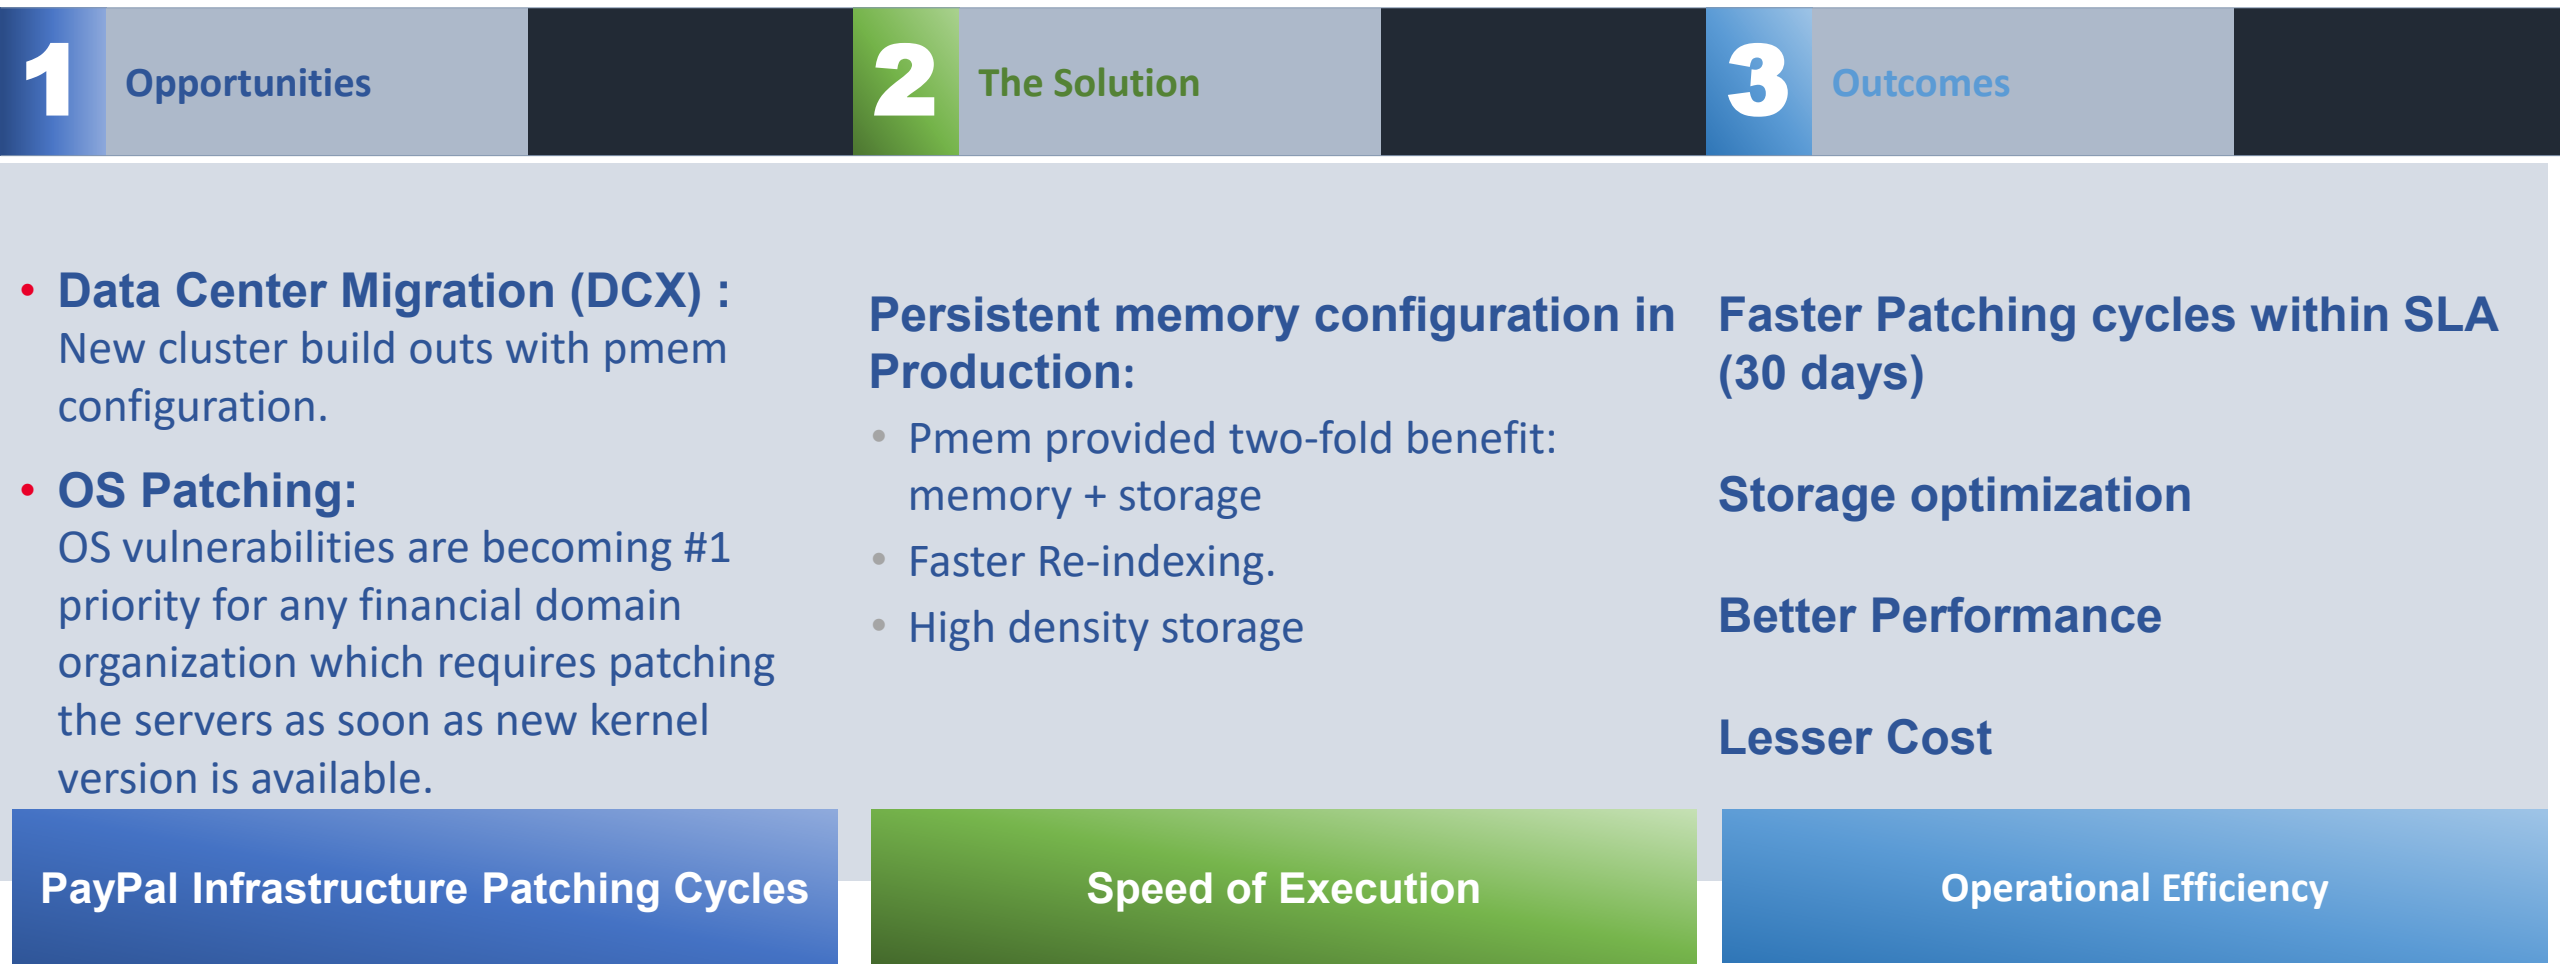 1
Opportunities
2
The Solution
3
Outcomes
• Data Center Migration (DCX) :
New cluster build outs with pmem
configuration.
• OS Patching:
OS vulnerabilities are becoming #1
priority for any financial domain
organization which requires patching
the servers as soon as new kernel
version is available.
PayPal Infrastructure Patching Cycles
Persistent memory configuration in
Production:
• Pmem provided two-fold benefit:
memory + storage
• Faster Re-indexing.
• High density storage
Speed of Execution
Faster Patching cycles within SLA
(30 days)
Storage optimization
Better Performance
Lesser Cost
Operational Efficiency